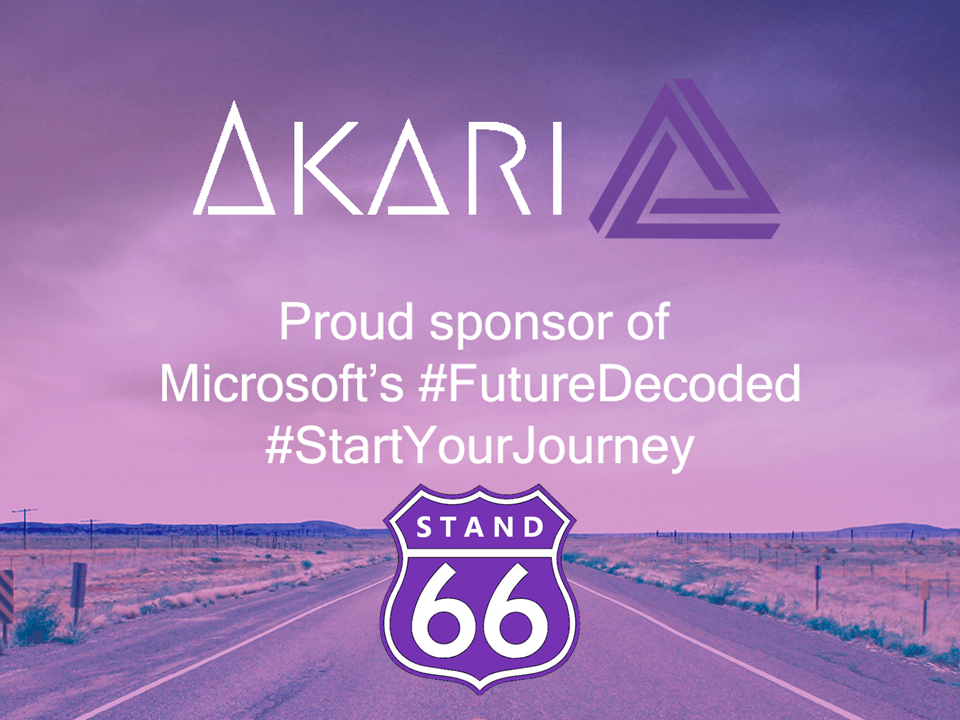 AKARI
Proud sponsor of
Microsoft’s #FutureDecoded
#StartYourJourney
STAND
66